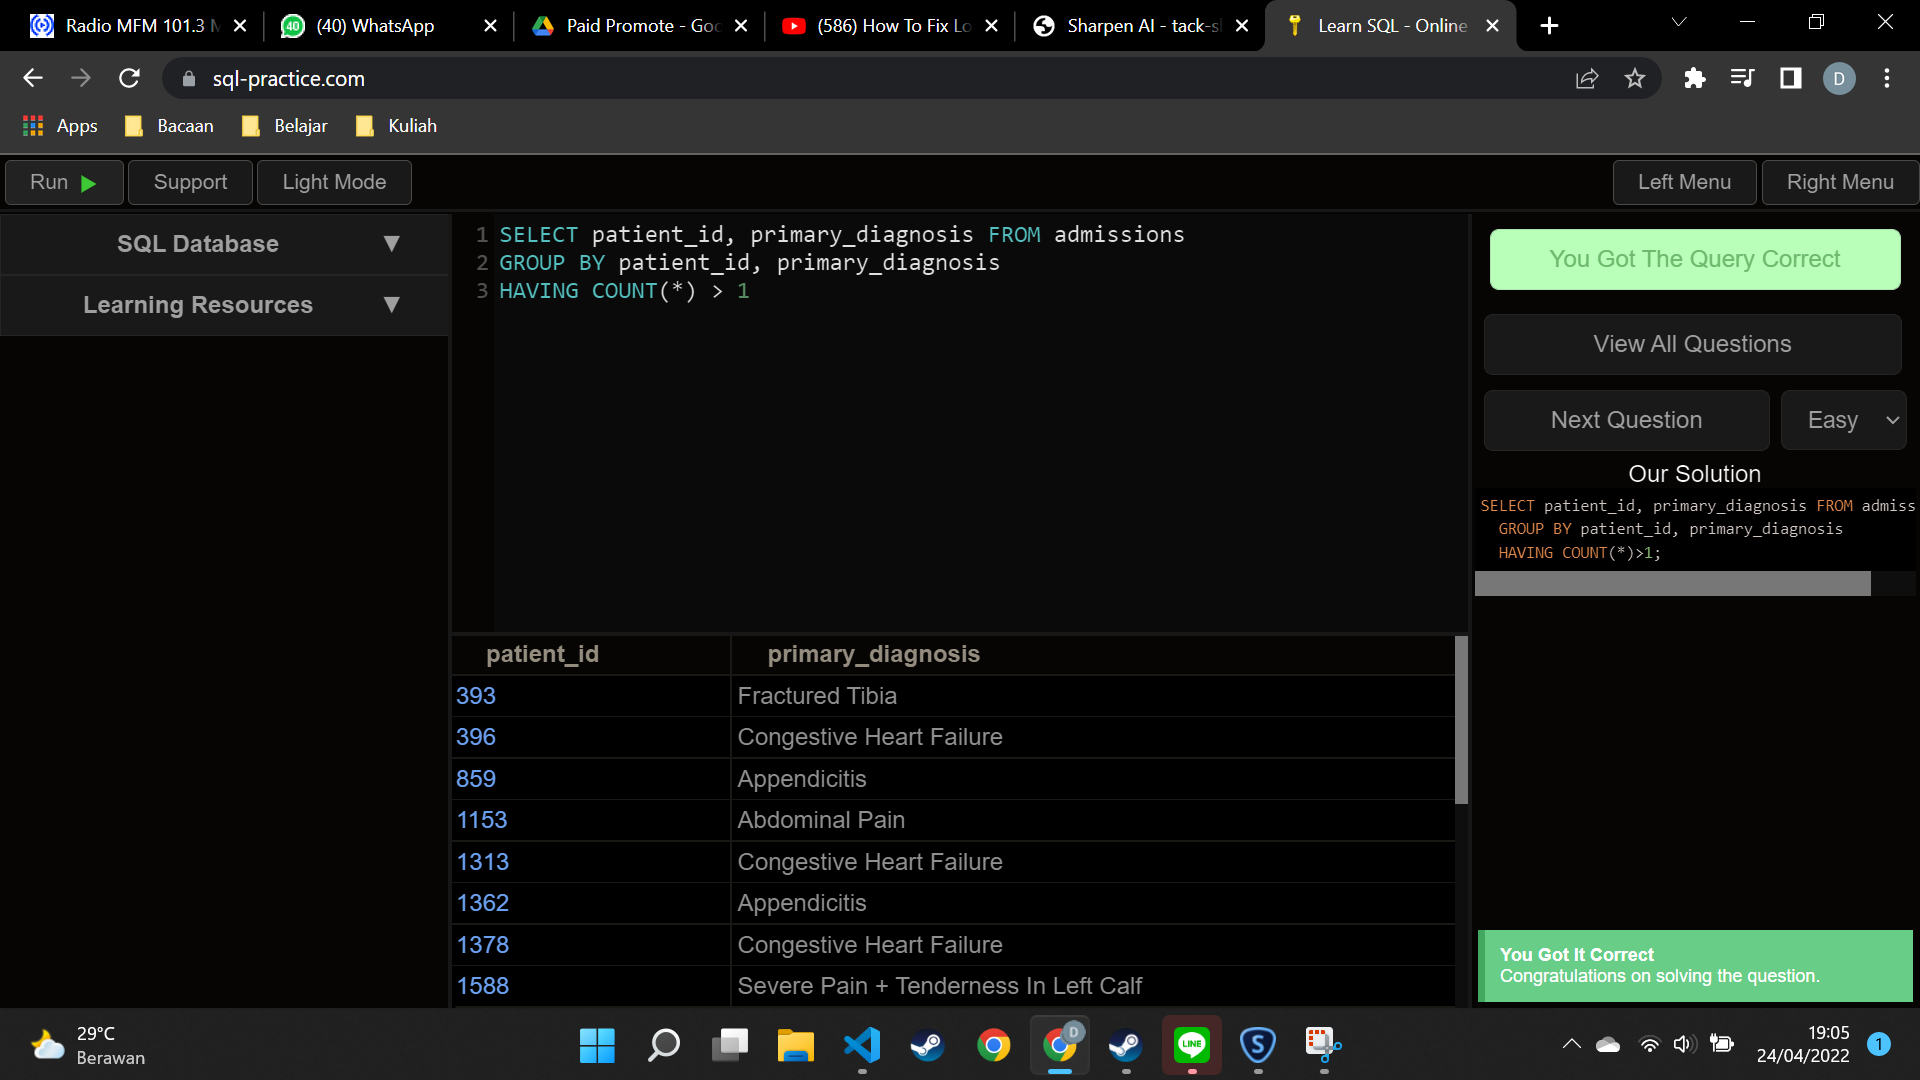 Radio MFM 101.3 M
(40) WhatsApp
Paid Promote - Goo
(586) How To Fix Lo
Sharpen AI - tack-sh
Learn SQL - Online
sql-practice.com
D
Apps
Bacaan
Belajar
Kuliah
Run
Support
Light Mode
Left Menu
Right Menu
SQL Database
Learning Resources
1 SELECT patient_id, primary_diagnosis FROM admissions
2 GROUP BY patient_id, primary_diagnosis
3 HAVING COUNT(*) > 1
You Got The Query Correct
View All Questions
Next Question
Easy
Our Solution
SELECT patient_id, primary_diagnosis FROM admiss
GROUP BY patient_id, primary_diagnosis
HAVING COUNT(*)>1;
patient_id primary_diagnosis
393 Fractured Tibia
396 Congestive Heart Failure
859 Appendicitis
1153 Abdominal Pain
1313 Congestive Heart Failure
1362 Appendicitis
1378 Congestive Heart Failure
1588 Severe Pain + Tenderness In Left Calf
You Got It Correct
Congratulations on solving the question.
29°C
Berawan
D
LINE
19:05
24/04/2022
1